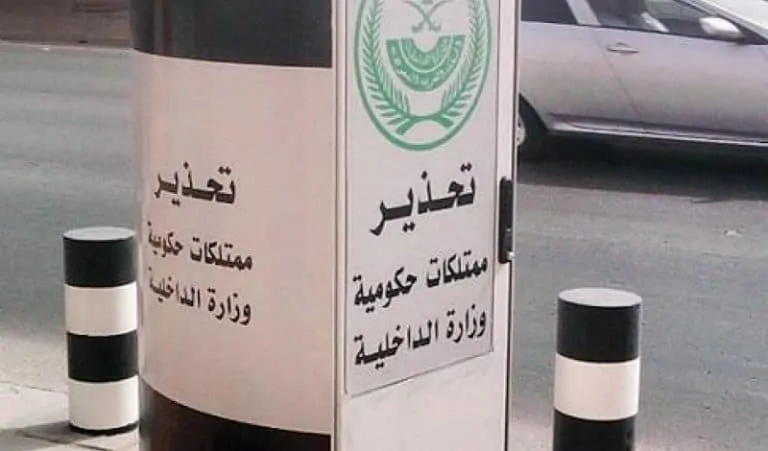 تحذير
ممتلكات حكومية
وزارة الداخلية
تحذير
ممتلكات حكومية
وزارة الداخلية